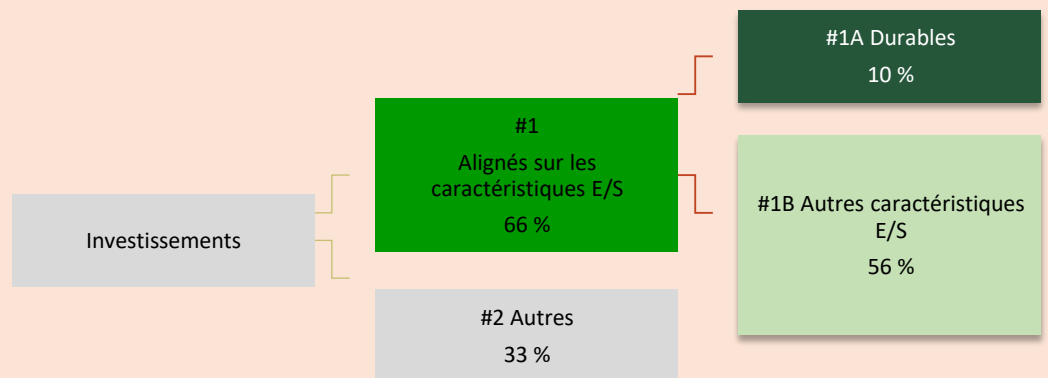 Investissements
#1
Alignés sur les
caractéristiques E/S
66 %
#2 Autres
33 %
#1A Durables
10 %
#1B Autres caractéristiques
E/S
56 %